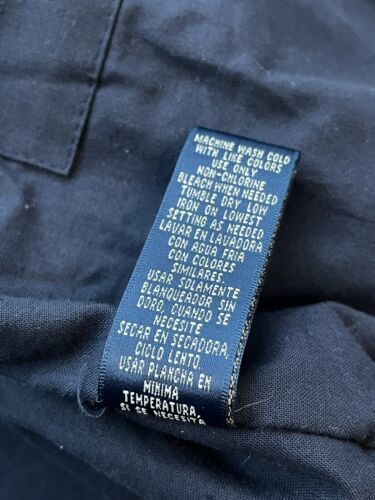 MACHINE WASH COLD
WITH LIKE COLORS
USE ONLY
NON-CHLORINE
BLEACH WHEN NEEDED
TUMBLE DRY LOW
IRON ON LOWEST
SETTING AS NEEDED
LAVAR EN LAVADORA
CON AGUA FRIA
CON COLORES
SIMILARES
USAR SOLAMENTE
BLANQUEADOR SIN
DORO, CUANDO SE
NECESITE
SECAR EN SECADORA,
CICLO LENTO.
USAR PLANCHA EN
MINIMA
TEMPERATURA,
SI SE NECESITA